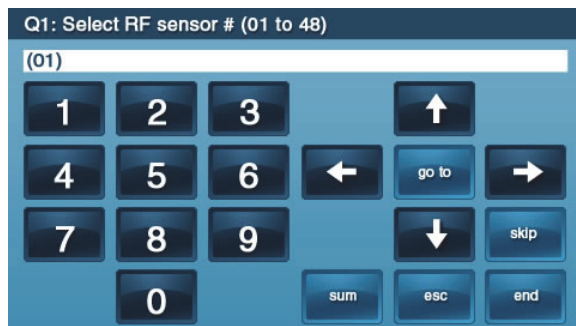 Q1: Select RF sensor # (01 to 48)
(01)
1 2 3
4 5 6 go to
7 8 9 skip
0 sum esc end